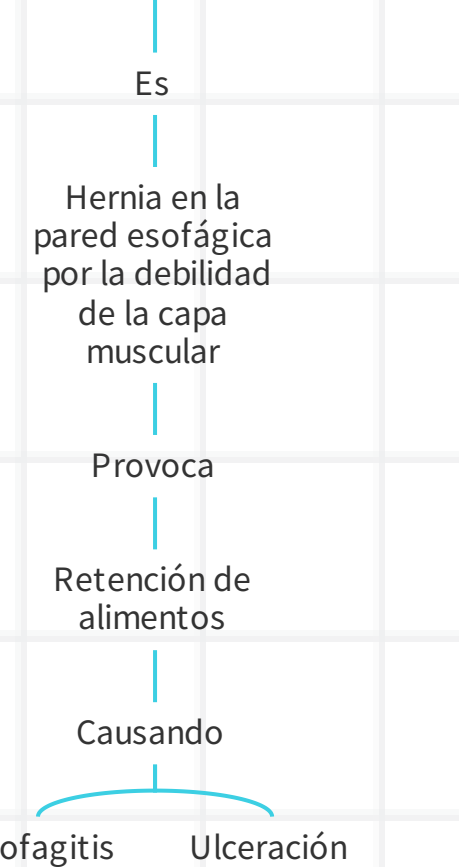 Es
Hernia en la
pared esofágica
por la debilidad
de la capa
muscular
Provoca
Retención de
alimentos
Causando
ofagitis Ulceración